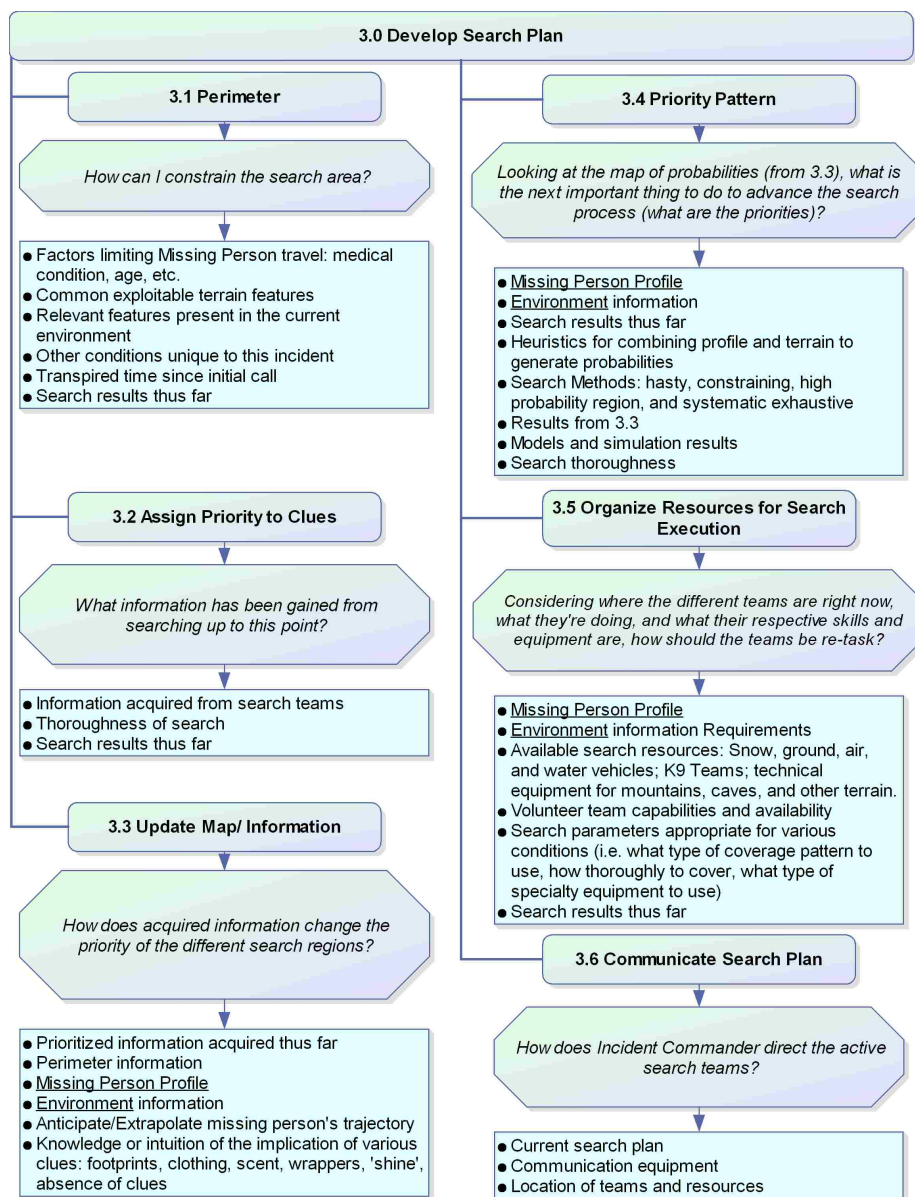 3.0 Develop Search Plan
3.1 Perimeter
How can I constrain the search area?
● Factors limiting Missing Person travel: medical
condition, age, etc.
● Common exploitable terrain features
● Relevant features present in the current
environment
● Other conditions unique to this incident
● Transpired time since initial call
● Search results thus far
3.2 Assign Priority to Clues
What information has been gained from
searching up to this point?
● Information acquired from search teams
● Thoroughness of search
● Search results thus far
3.3 Update Map/ Information
How does acquired information change the
priority of the different search regions?
● Prioritized information acquired thus far
● Perimeter information
● Missing Person Profile
● Environment information
● Anticipate/Extrapolate missing person's trajectory
● Knowledge or intuition of the implication of various
clues: footprints, clothing, scent, wrappers, 'shine',
absence of clues
3.4 Priority Pattern
Looking at the map of probabilities (from 3.3), what is
the next important thing to do to advance the search
process (what are the priorities)?
● Missing Person Profile
● Environment information
● Search results thus far
● Heuristics for combining profile and terrain to
generate probabilities
● Search Methods: hasty, constraining, high
probability region, and systematic exhaustive
● Results from 3.3
● Models and simulation results
● Search thoroughness
3.5 Organize Resources for Search
Execution
Considering where the different teams are right now,
what they're doing, and what their respective skills and
equipment are, how should the teams be re-task?
● Missing Person Profile
● Environment information Requirements
● Available search resources: Snow, ground, air,
and water vehicles; K9 Teams; technical
equipment for mountains, caves, and other terrain.
● Volunteer team capabilities and availability
● Search parameters appropriate for various
conditions (i.e. what type of coverage pattern to
use, how thoroughly to cover, what type of
specialty equipment to use)
● Search results thus far
3.6 Communicate Search Plan
How does Incident Commander direct the active
search teams?
● Current search plan
● Communication equipment
● Location of teams and resources